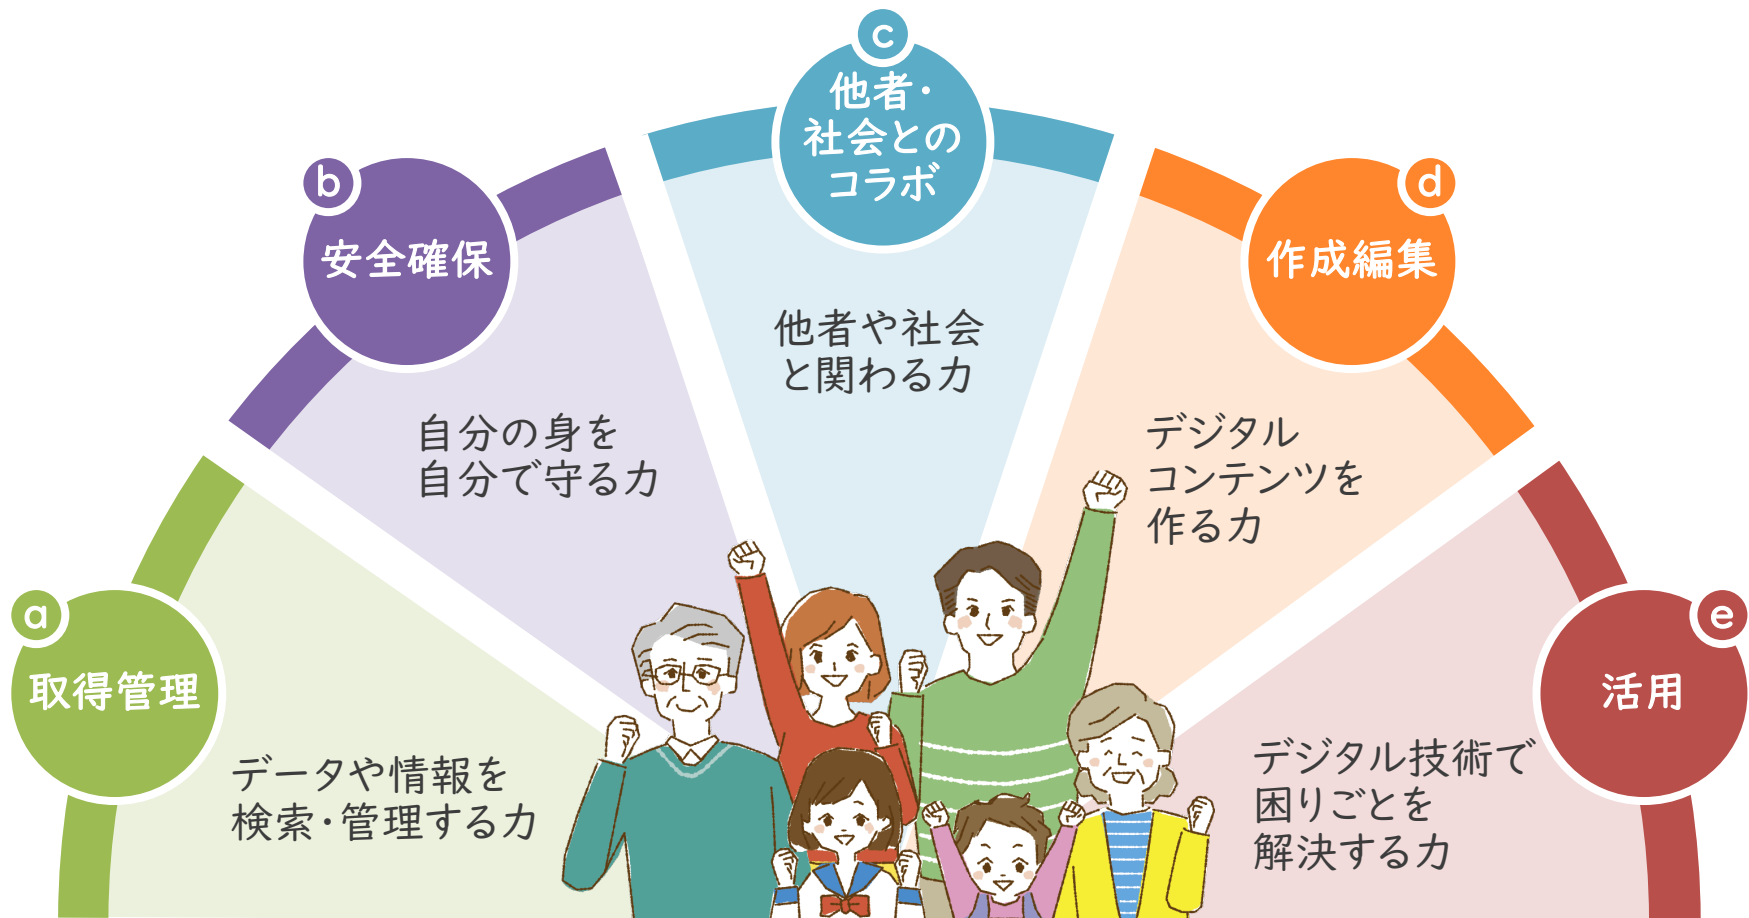 a
取得管理
データや情報を
検索・管理する力
b
安全確保
自分の身を
自分で守る力
c
他者・
社会との
コラボ
他者や社会
と関わる力
d
作成編集
デジタル
コンテンツを
作る力
e
活用
デジタル技術で
困りごとを
解決する力